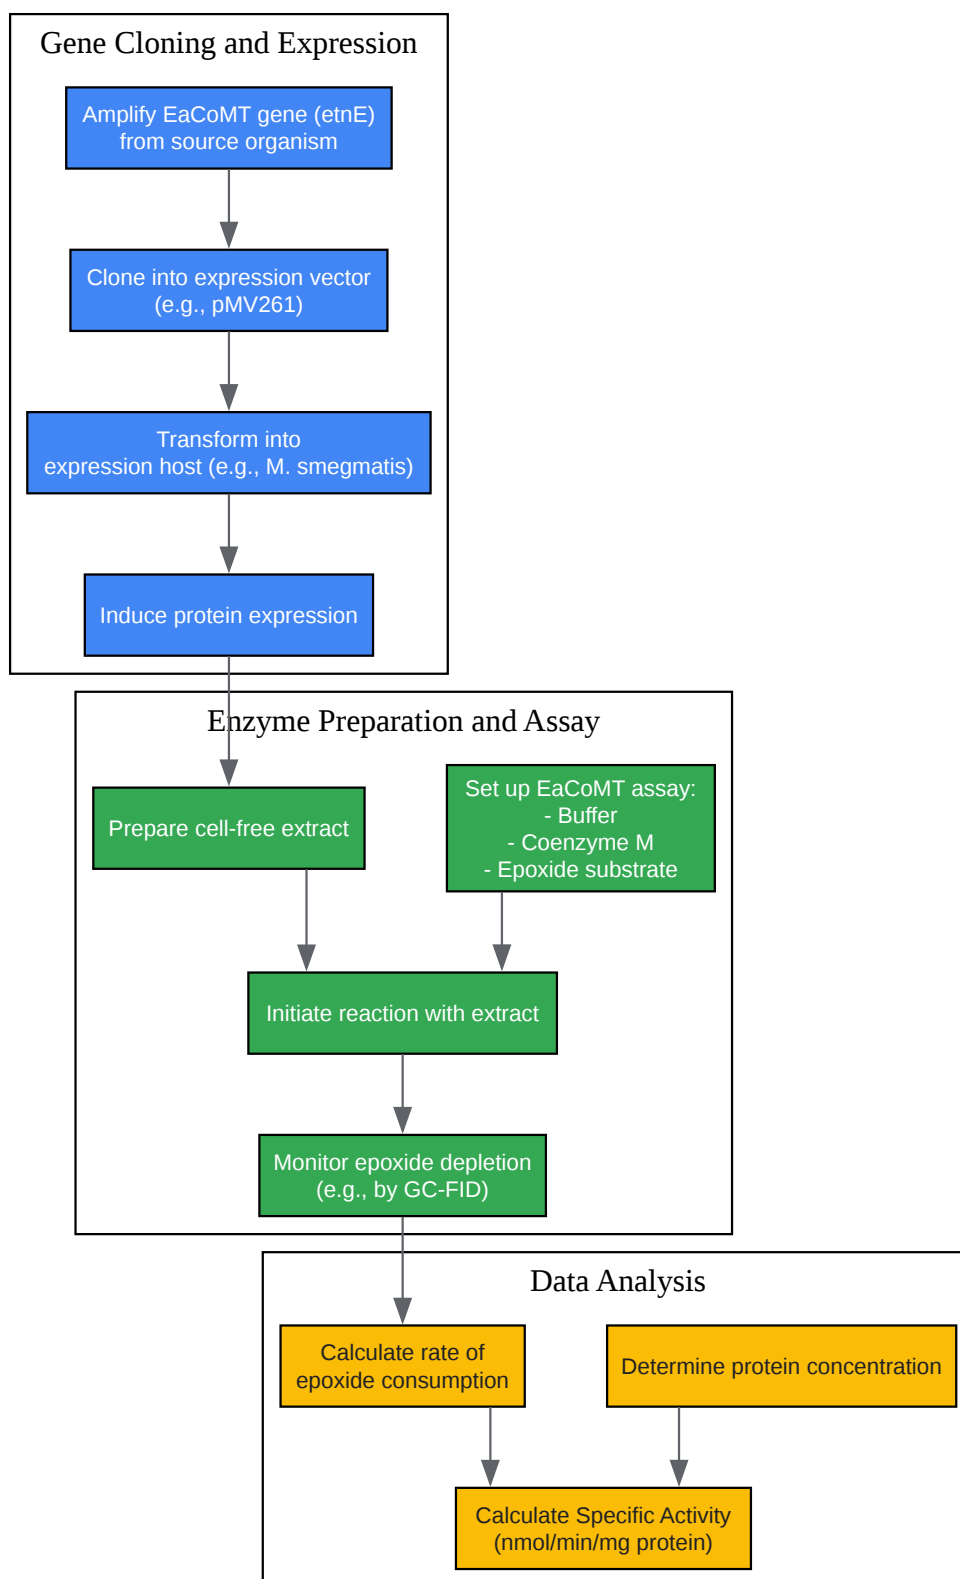 Gene Cloning and Expression
Amplify EaCoMT gene (etnE)
from source organism
Clone into expression vector
(e.g., pMV261)
Transform into
expression host (e.g., M. smegmatis)
Induce protein expression
Enzyme Preparation and Assay
Prepare cell-free extract
Set up EaCoMT assay:
- Buffer
- Coenzyme M
- Epoxide substrate
Initiate reaction with extract
Monitor epoxide depletion
(e.g., by GC-FID)
Data Analysis
Calculate rate of
epoxide consumption
Determine protein concentration
Calculate Specific Activity
(nmol/min/mg protein)